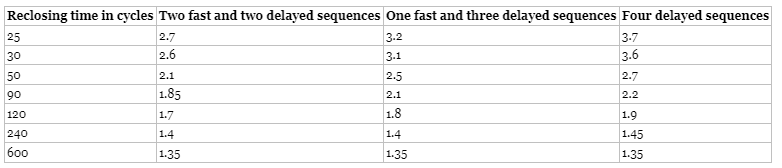 Reclosing time in cycles Two fast and two delayed sequences One fast and three delayed sequences Four delayed sequences
25 2.7 3.2 3.7
30 2.6 3.1 3.6
50 2.1 2.5 2.7
90 1.85 2.1 2.2
120 1.7 1.8 1.9
240 1.4 1.4 1.45
600 1.35 1.35 1.35